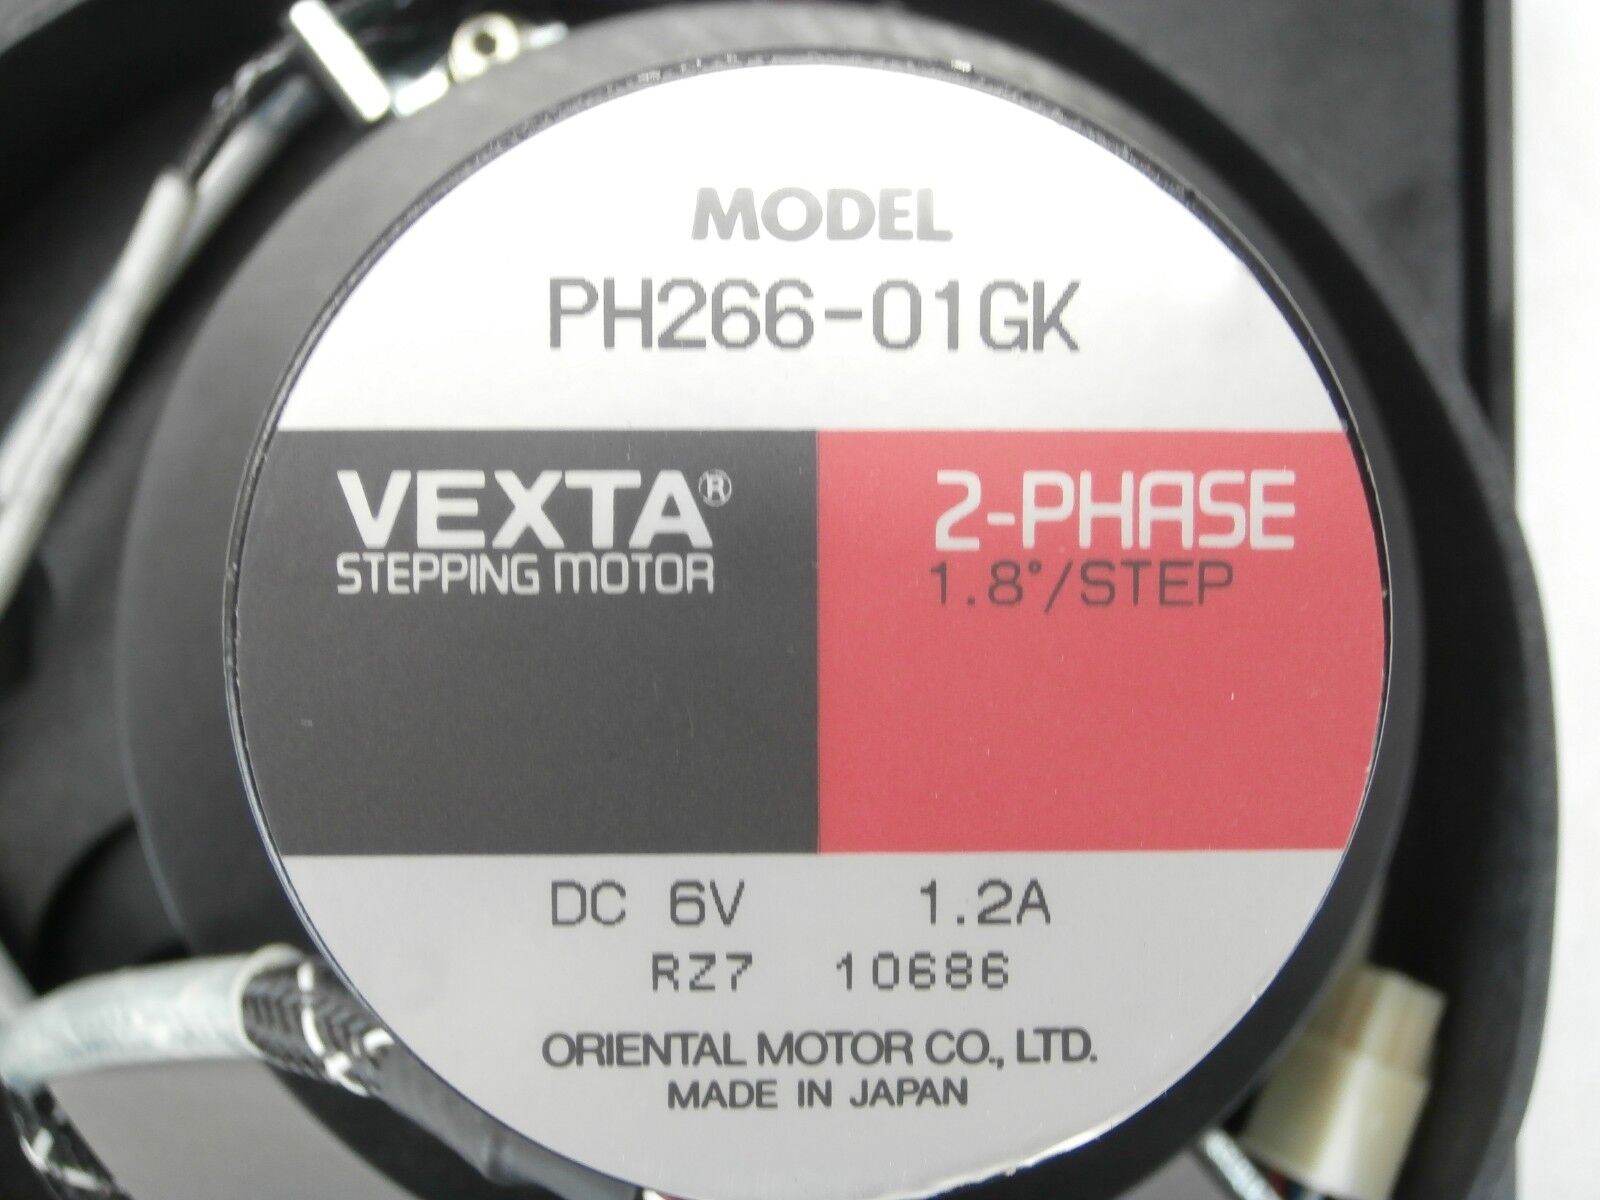 MODEL
PH266-01GK
VEXTA®
STEPPING MOTOR
2-PHASE
1.8°/STEP
DC 6V 1.2A
RZ7 10686
ORIENTAL MOTOR CO., LTD.
MADE IN JAPAN